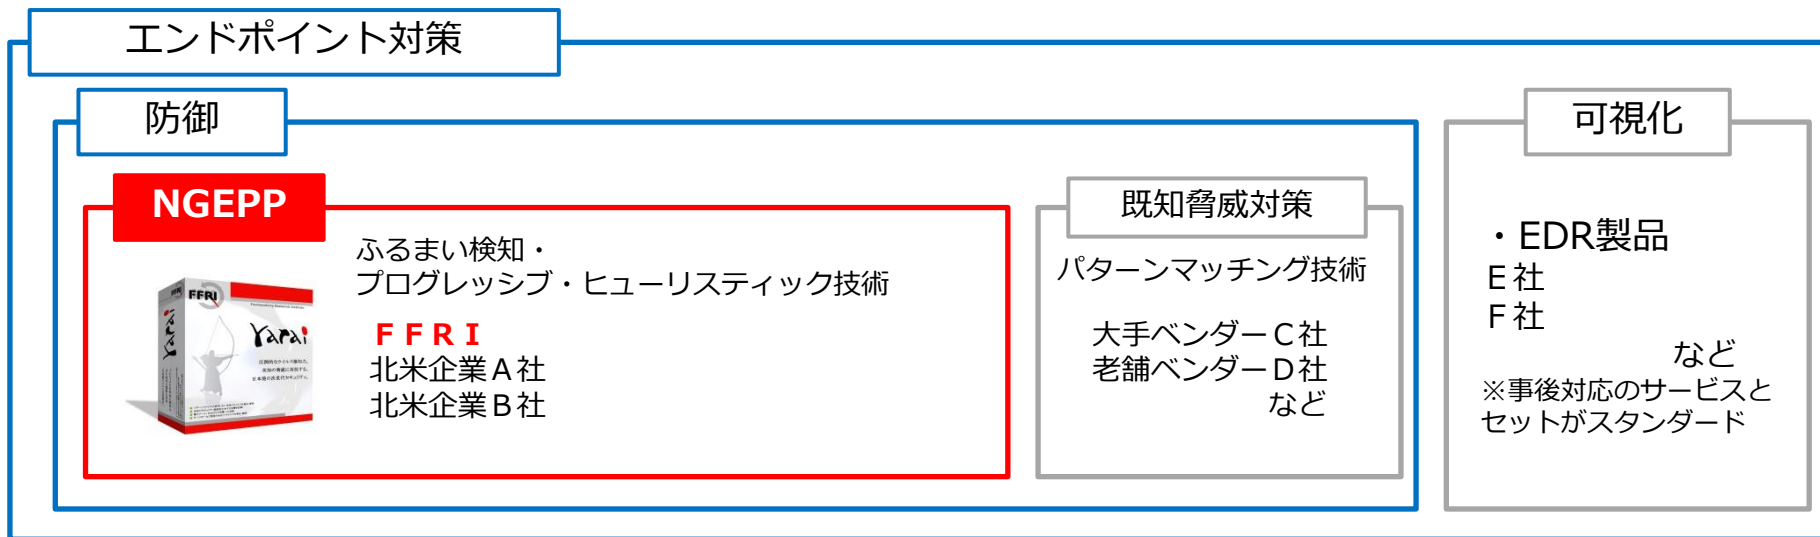 エンドポイント対策
防御
可視化
NGEPP
ふるまい検知・
プログレッシブ・ヒューリスティック技術
ＦＦＲＩ
北米企業Ａ社
北米企業Ｂ社
FFRI
Yarai
既知脅威対策
パターンマッチング技術
大手ベンダーＣ社
老舗ベンダーＤ社
など
・EDR製品
Ｅ社
Ｆ社
など
※事後対応のサービスと
セットがスタンダード